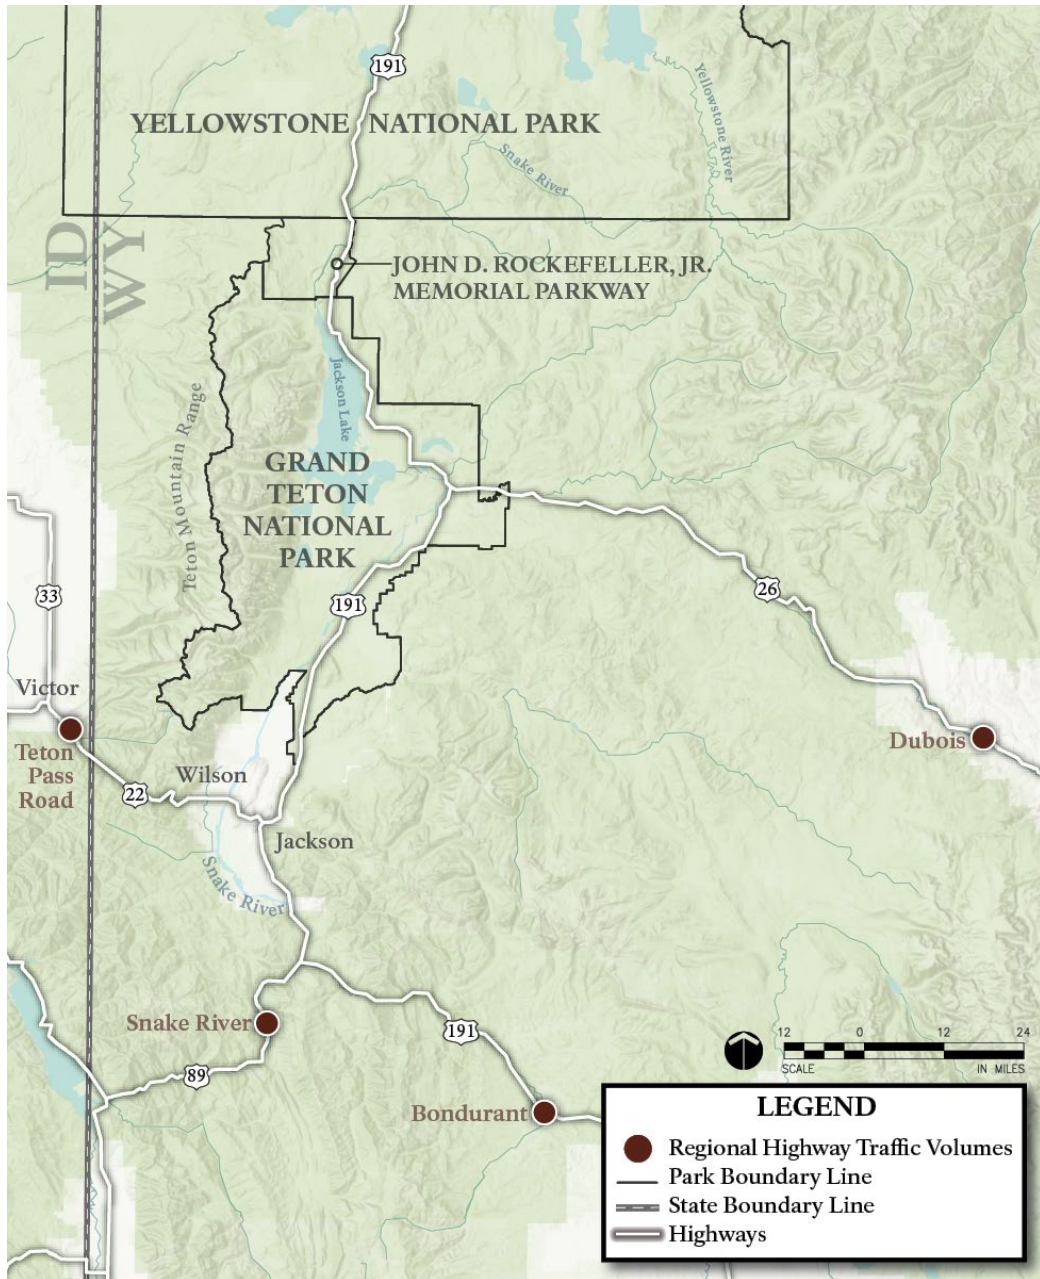 191
YELLOWSTONE NATIONAL PARK
Yellowstone River
Snake River
ID
WY
JOHN D. ROCKEFELLER, JR.
MEMORIAL PARKWAY
Jackson Lake
Teton Mountain Range
GRAND
TETON
NATIONAL
PARK
33
191
26
Victor
Teton
Pass
Road
Dubois
Wilson
22
Jackson
Snake River
Snake River
191
89
Bondurant
12 0 12 24
SCALE IN MILES
LEGEND
Regional Highway Traffic Volumes
Park Boundary Line
State Boundary Line
Highways